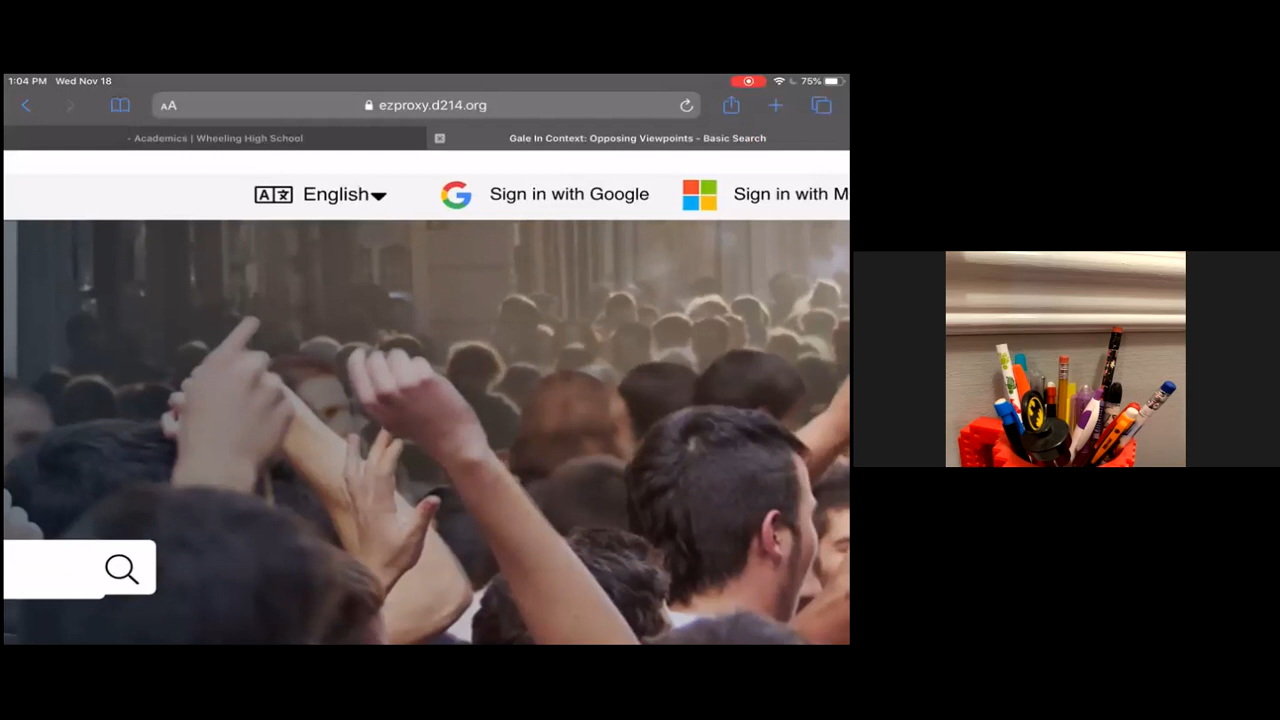 1:04 PM Wed Nov 18
75%
AA
ezproxy.d214.org
- Academics | Wheeling High School
Gale In Context: Opposing Viewpoints - Basic Search
English
Sign in with Google
Sign in with M